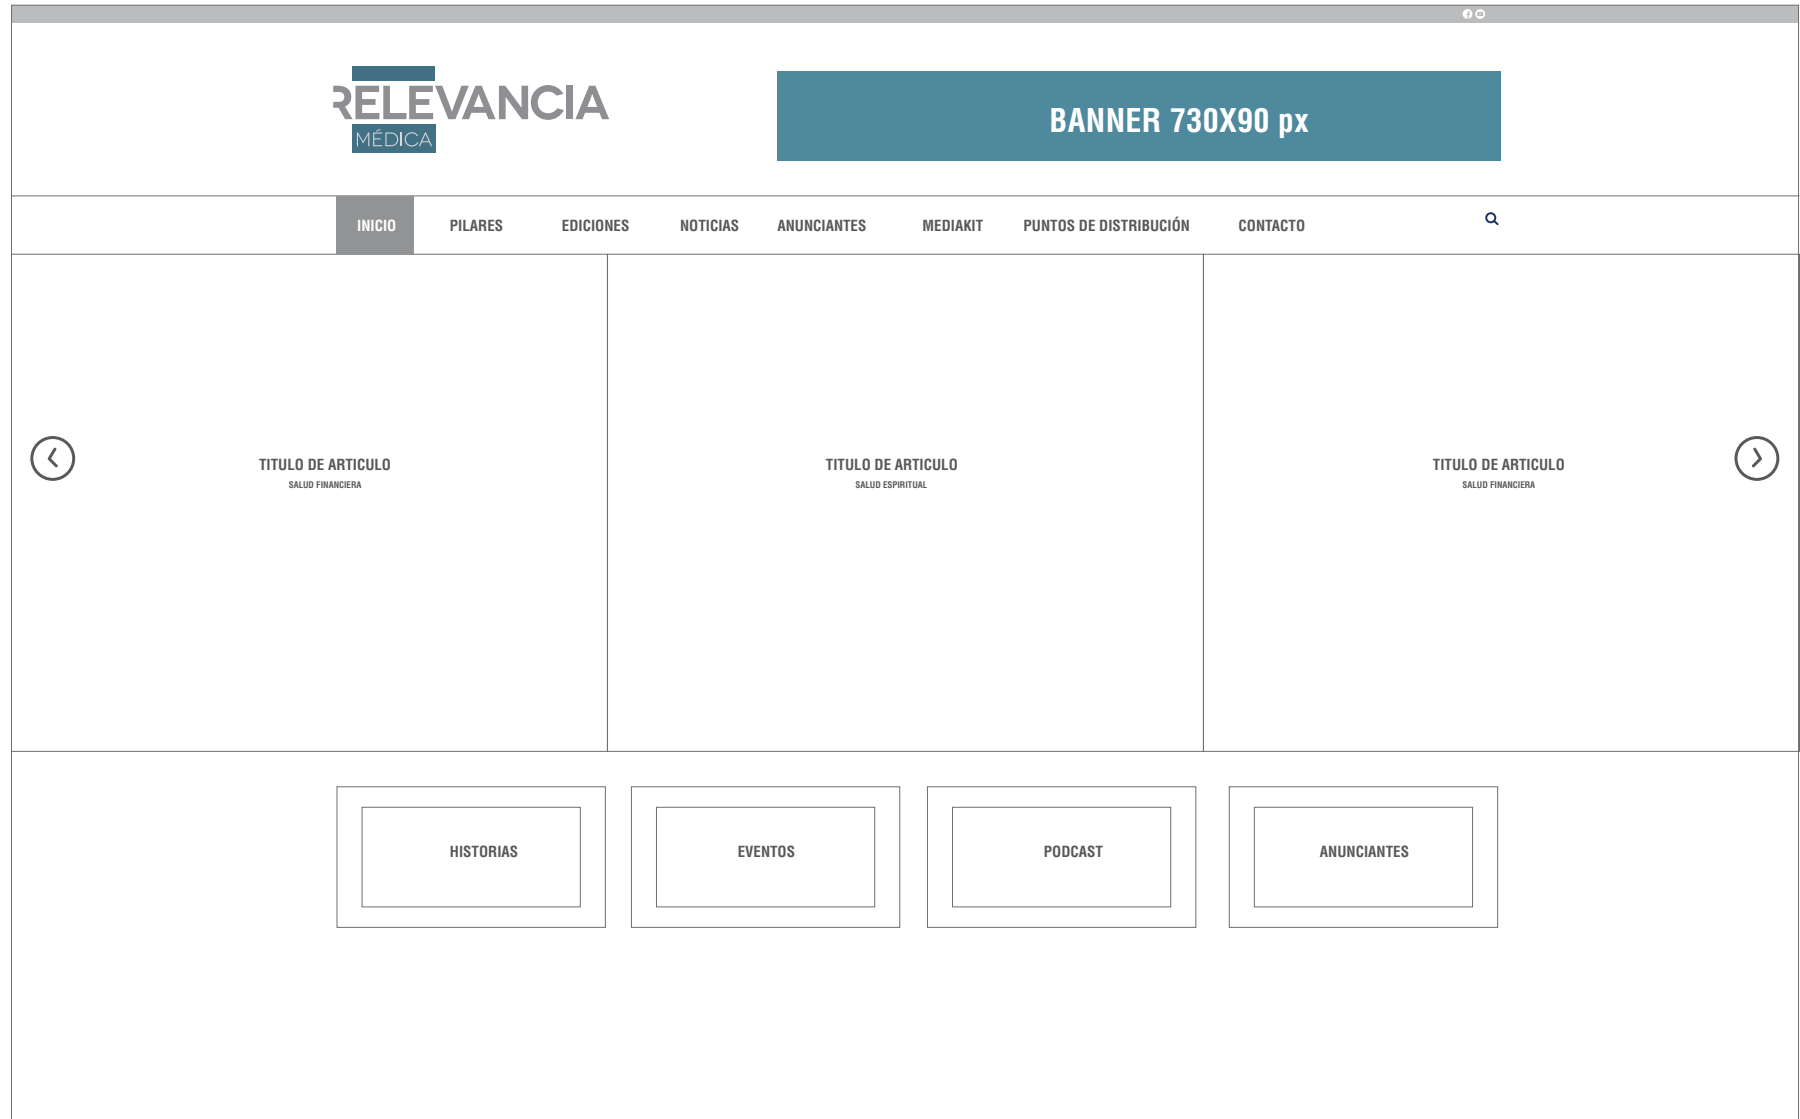 RELEVANCIA
MÉDICA
BANNER 730X90 px
INICIO PILARES EDICIONES NOTICIAS ANUNCIANTES MEDIAKIT PUNTOS DE DISTRIBUCIÓN CONTACTO
TITULO DE ARTICULO
SALUD FINANCIERA
TITULO DE ARTICULO
SALUD ESPIRITUAL
TITULO DE ARTICULO
SALUD FINANCIERA
HISTORIAS
EVENTOS
PODCAST
ANUNCIANTES